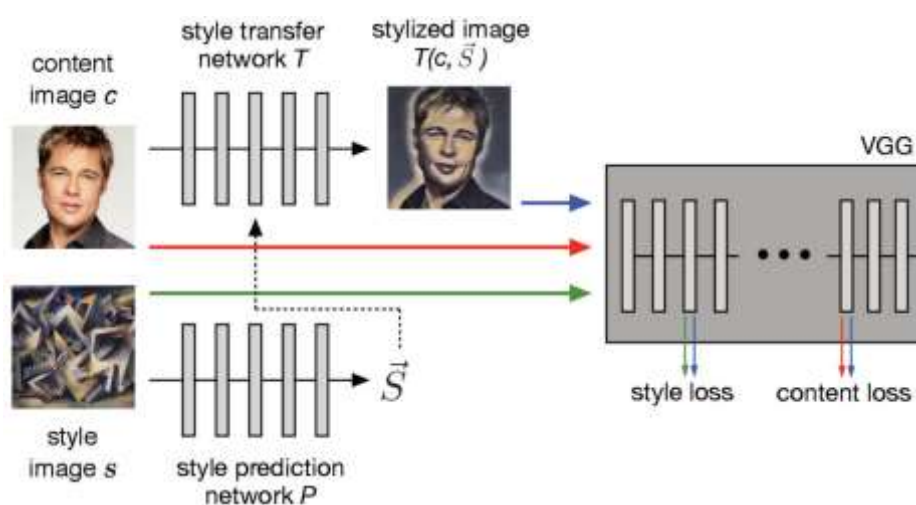 style transfer
network T
stylized image
T(c, S⃗ )
content
image c
VGG
S⃗
style loss
content loss
style
image s
style prediction
network P